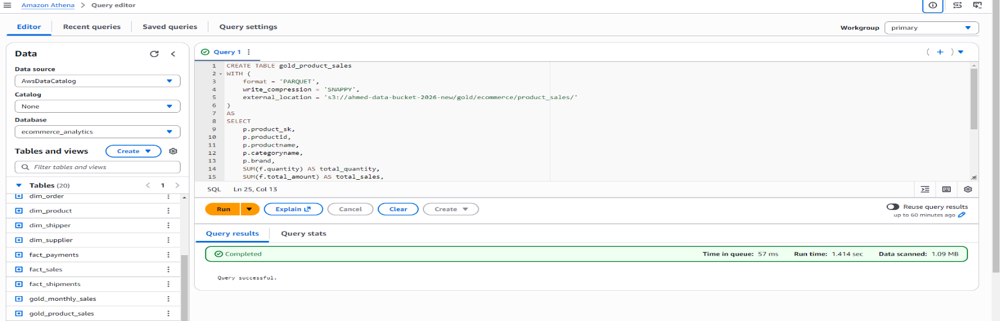 Amazon Athena > Query editor
Editor
Recent queries
Saved queries
Query settings
Workgroup
primary
Data
Data source
AwsDataCatalog
Catalog
None
Database
ecommerce_analytics
Tables and views
Create
Filter tables and views
Tables (20)
< 1 >
dim_order
dim_product
dim_shipper
dim_supplier
fact_payments
fact_sales
fact_shipments
gold_monthly_sales
gold_product_sales
Query 1
1 CREATE TABLE gold_product_sales
2 WITH (
3 format = 'PARQUET',
4 write_compression = 'SNAPPY',
5 external_location = 's3://ahmed-data-bucket-2026-new/gold/ecommerce/product_sales/'
6 )
7 AS
8 SELECT
9 p.product_sk,
10 p.productid,
11 p.productname,
12 p.categoryname,
13 p.brand,
14 SUM(f.quantity) AS total_quantity,
15 SUM(f.total_amount) AS total_sales,
SQL Ln 25, Col 13
Run
Explain
Cancel
Clear
Create
Reuse query results
up to 60 minutes ago
Query results
Query stats
Completed
Time in queue: 57 ms Run time: 1.414 sec Data scanned: 1.09 MB
Query successful.